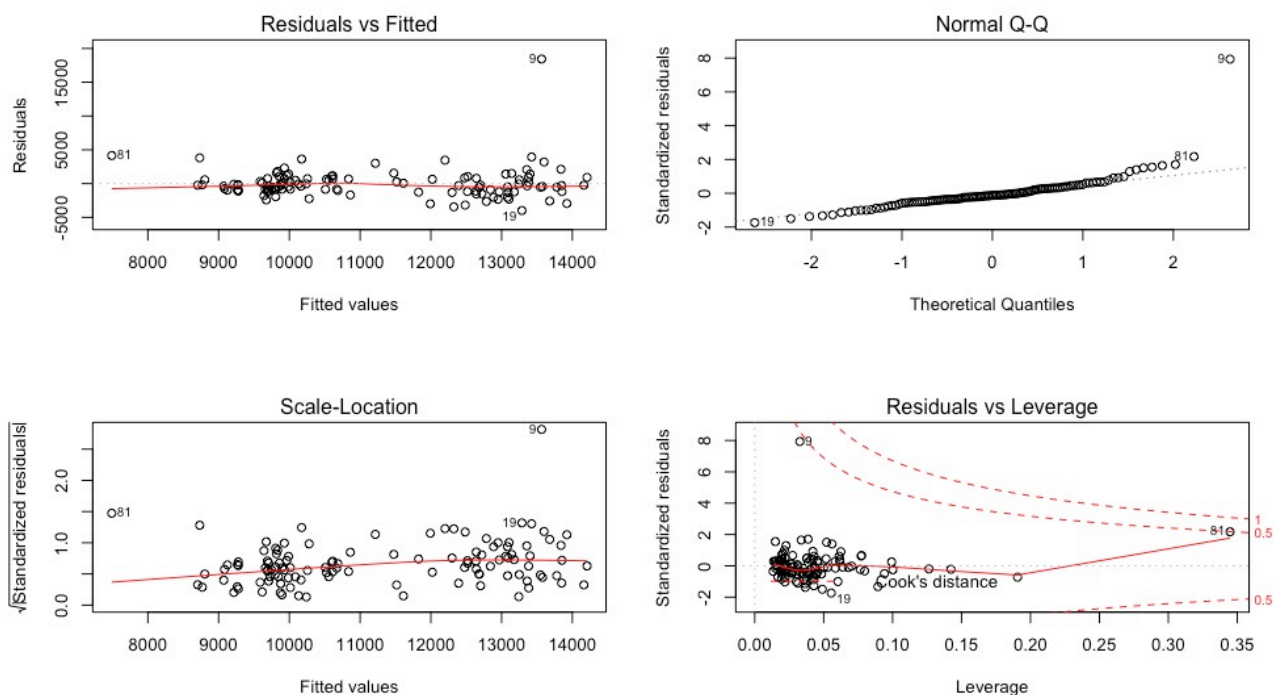 Residuals vs Fitted
Residuals
15000
5000
-5000
9
81
19
8000 9000 10000 11000 12000 13000 14000
Fitted values
Normal Q-Q
Standardized residuals
8
6
4
2
0
-2
9
81
19
-2 -1 0 1 2
Theoretical Quantiles
Scale-Location
√|Standardized residuals|
2.0
1.0
0.0
9
81
19
8000 9000 10000 11000 12000 13000 14000
Fitted values
Residuals vs Leverage
Standardized residuals
8
6
4
2
0
-2
9
81
19
Cook's distance
1
0.5
0.5
0.00 0.05 0.10 0.15 0.20 0.25 0.30 0.35
Leverage